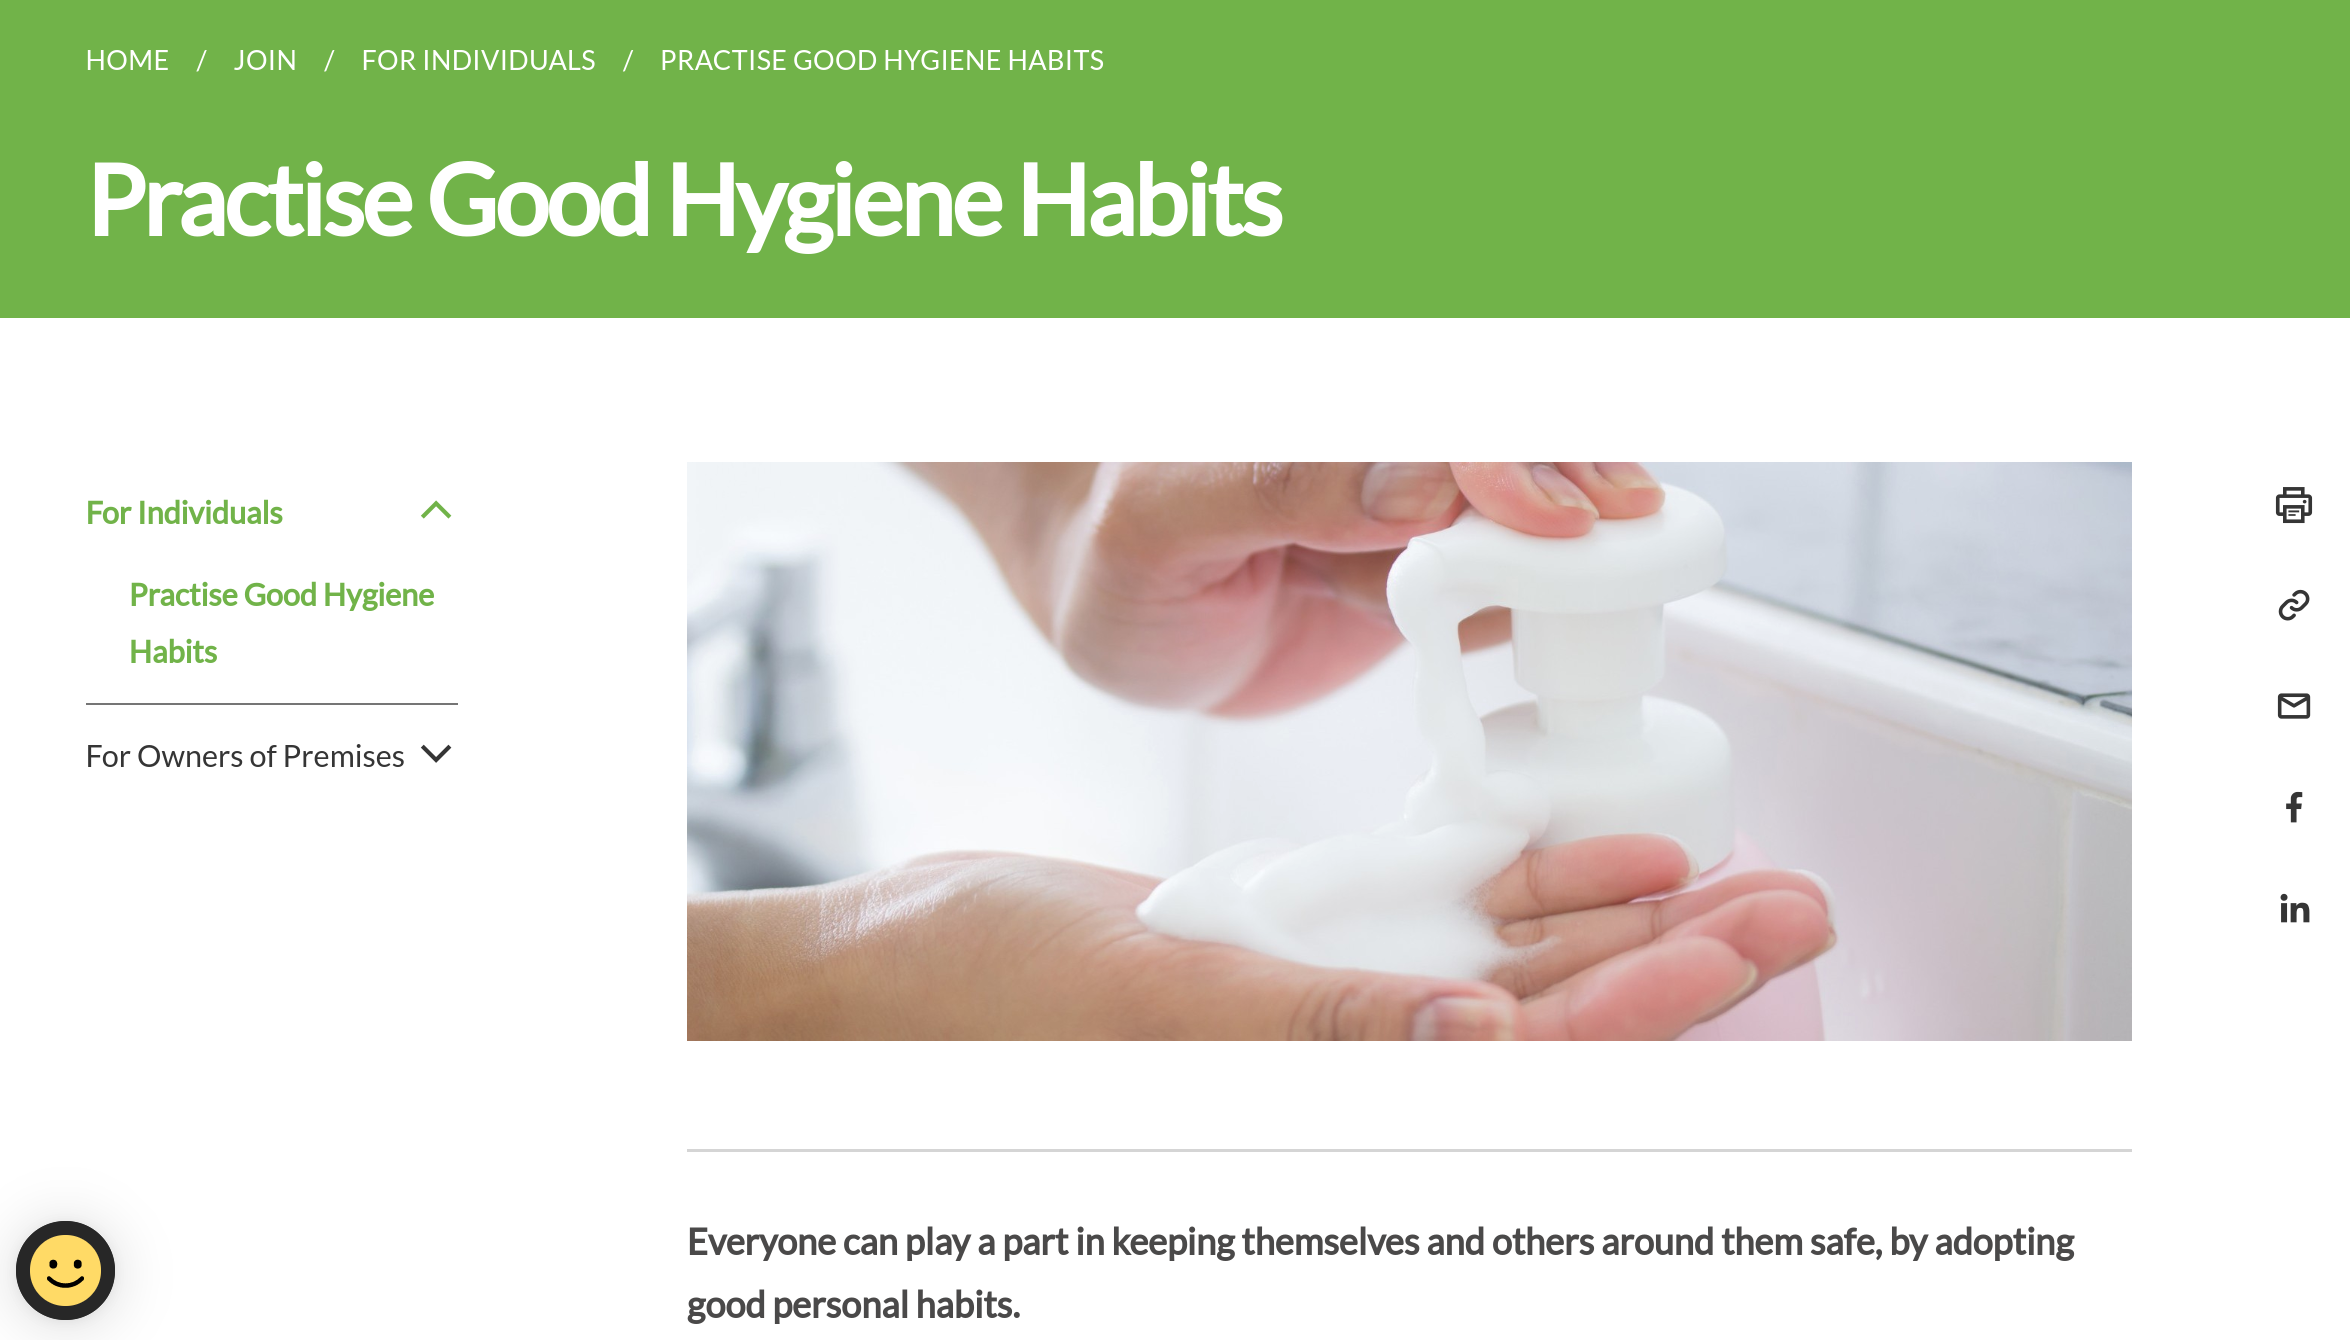 HOME / JOIN / FOR INDIVIDUALS / PRACTISE GOOD HYGIENE HABITS
Practise Good Hygiene Habits
For Individuals
Practise Good Hygiene
Habits
For Owners of Premises
Everyone can play a part in keeping themselves and others around them safe, by adopting
good personal habits.